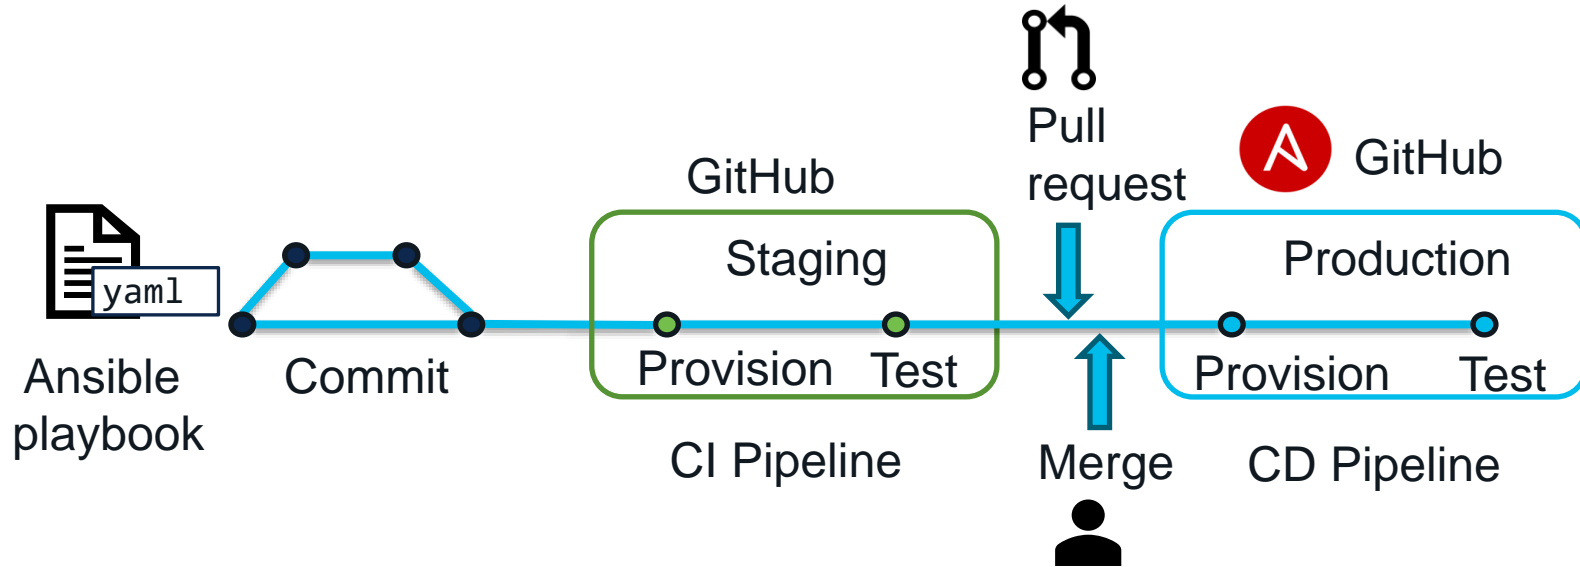 yaml
Ansible
playbook
Commit
GitHub
Staging
Provision
Test
CI Pipeline
Pull
request
Merge
GitHub
Production
Provision
Test
CD Pipeline